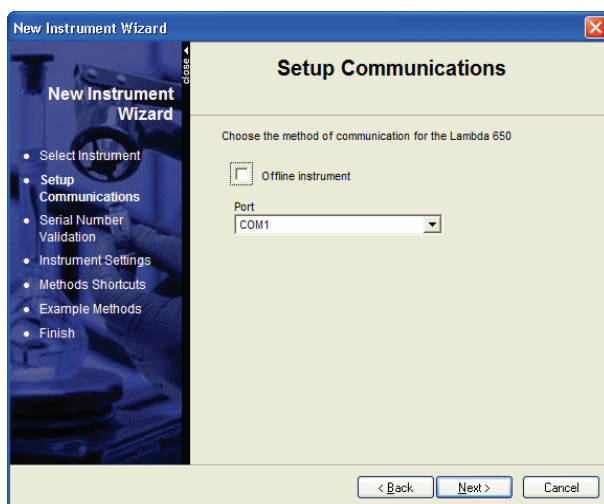 New Instrument Wizard
close
New Instrument
Wizard
• Select Instrument
• Setup
Communications
• Serial Number
Validation
• Instrument Settings
• Methods Shortcuts
• Example Methods
• Finish
Setup Communications
Choose the method of communication for the Lambda 650
Offline instrument
Port
COM1
< Back
Next >
Cancel